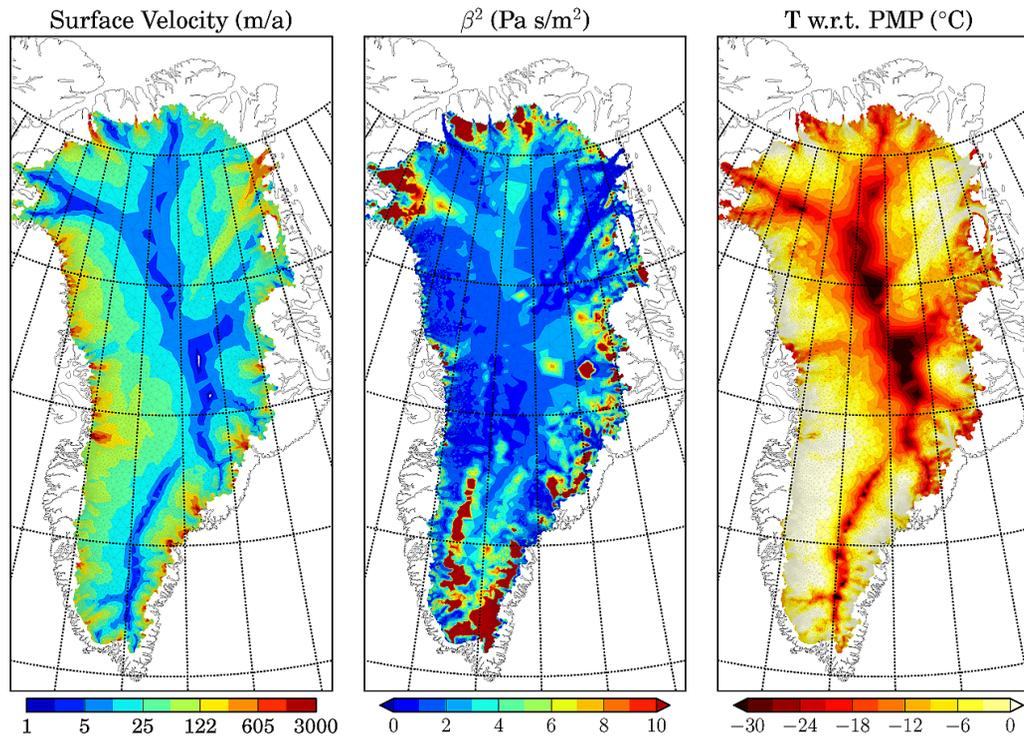 Surface Velocity (m/a)
β² (Pa s/m²)
T w.r.t. PMP (°C)
1 5 25 122 605 3000
0 2 4 6 8 10
−30 −24 −18 −12 −6 0